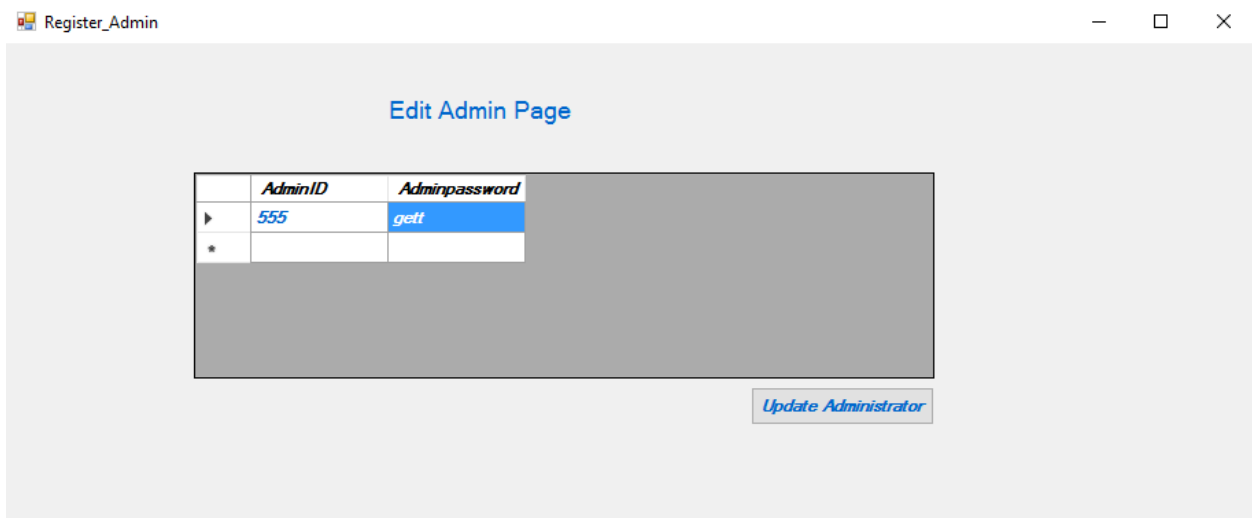 Register_Admin
Edit Admin Page
AdminID Adminpassword
555 gett
*
Update Administrator